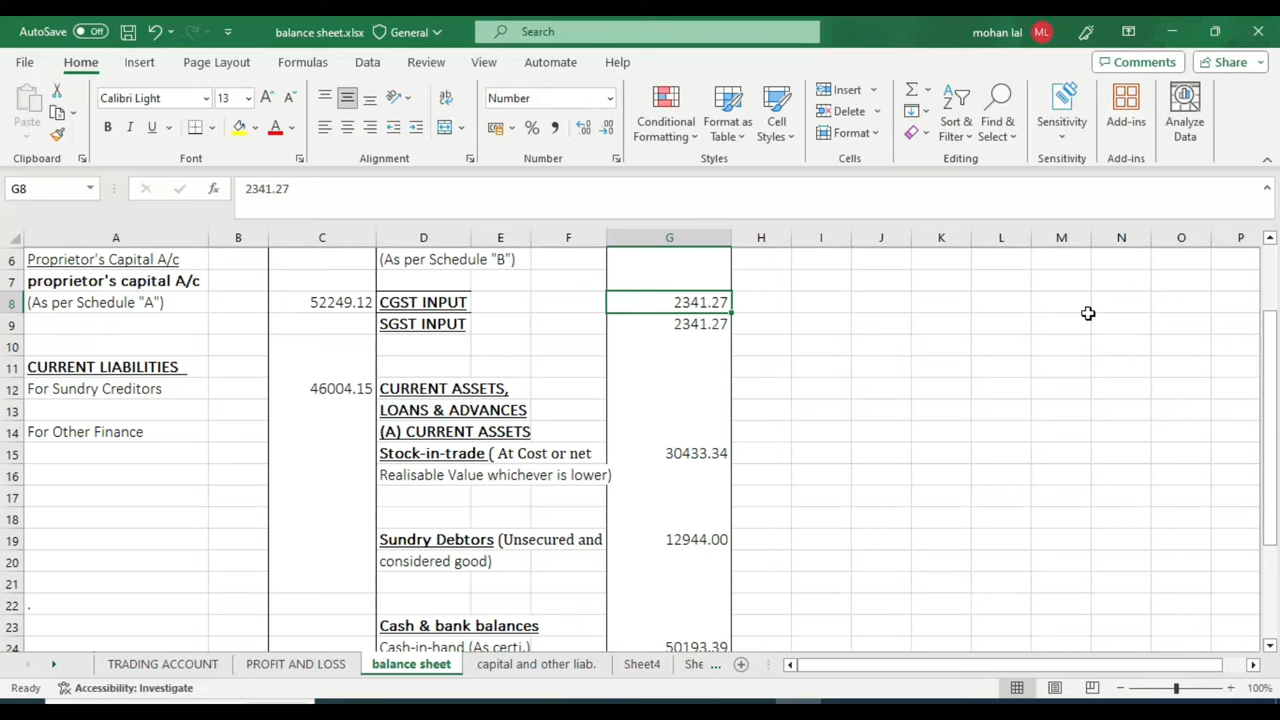 AutoSave Off balance sheet.xlsx General Search mohan lal ML
File Home Insert Page Layout Formulas Data Review View Automate Help Comments Share
Paste Calibri Light 13 A A Number Conditional Formatting Format as Table Cell Styles Insert Delete Format Sort & Filter Find & Select Sensitivity Add-ins Analyze Data
B I U A %
Clipboard Font Alignment Number Styles Cells Editing Sensitivity Add-ins
G8 fx 2341.27
A B C D E F G H I J K L M N O P
6 Proprietor's Capital A/c (As per Schedule "B")
7 proprietor's capital A/c
8 (As per Schedule "A") 52249.12 CGST INPUT 2341.27
9 SGST INPUT 2341.27
10
11 CURRENT LIABILITIES
12 For Sundry Creditors 46004.15 CURRENT ASSETS,
13 LOANS & ADVANCES
14 For Other Finance (A) CURRENT ASSETS
15 Stock-in-trade ( At Cost or net 30433.34
16 Realisable Value whichever is lower)
17
18
19 Sundry Debtors (Unsecured and 12944.00
20 considered good)
21
22 .
23 Cash & bank balances
24 Cash-in-hand (As certi.) 50193.39
TRADING ACCOUNT PROFIT AND LOSS balance sheet capital and other liab. Sheet4 She ...
Ready Accessibility: Investigate 100%